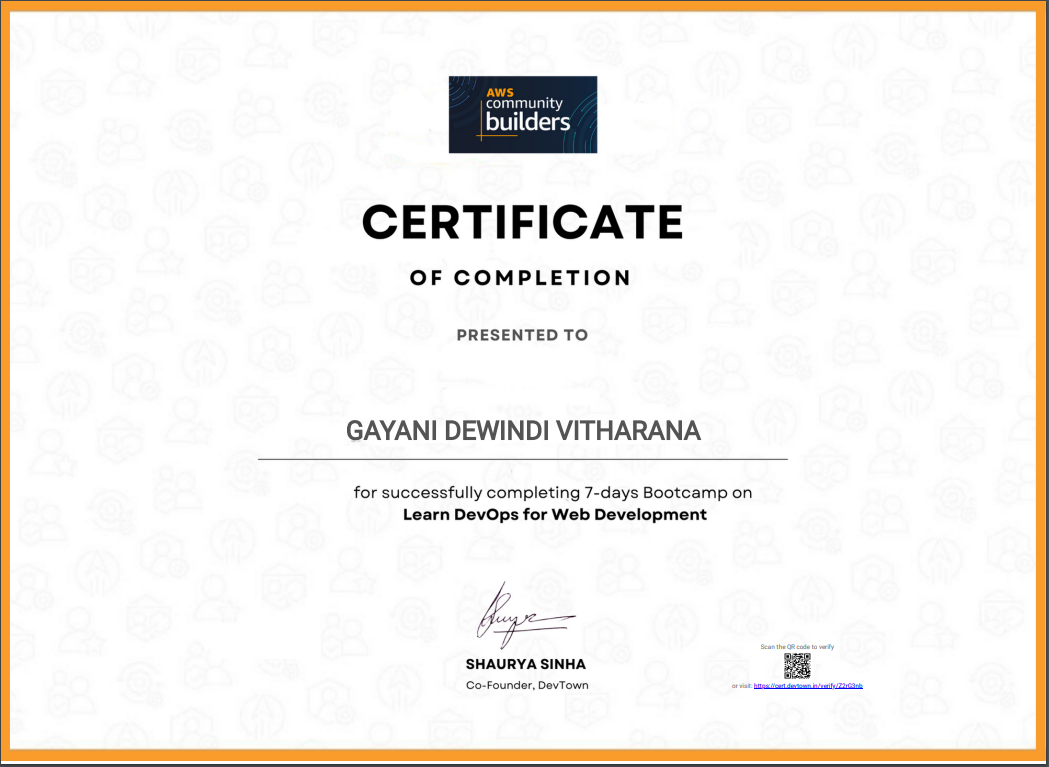 AWS
community
builders
CERTIFICATE
OF COMPLETION
PRESENTED TO
GAYANI DEWINDI VITHARANA
for successfully completing 7-days Bootcamp on
Learn DevOps for Web Development
SHAURYA SINHA
Co-Founder, DevTown
Scan the QR code to verify
or visit: https://cert.devtown.in/verify/Z2rG3nb